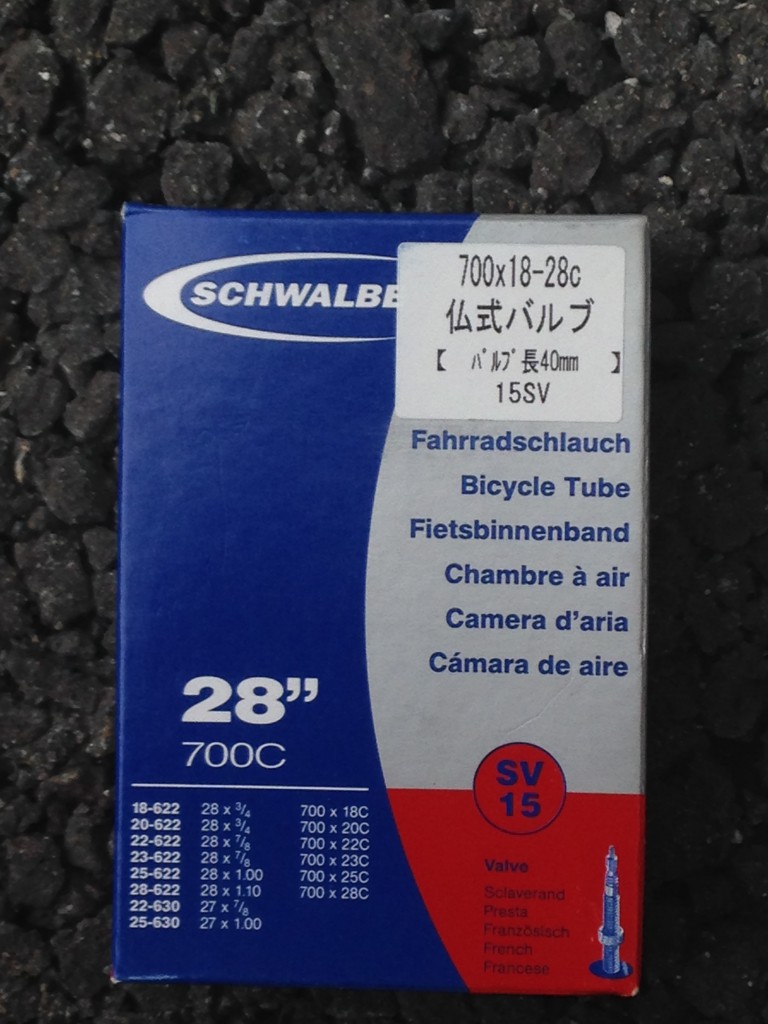 SCHWALBE
700x18-28c
仏式バルブ
【 バルブ長40mm 】
15SV
Fahrradschlauch
Bicycle Tube
Fietsbinnenband
Chambre à air
Camera d'aria
Cámara de aire
28”
700C
18-622 28 x 3/4 700 x 18C
20-622 28 x 3/4 700 x 20C
22-622 28 x 7/8 700 x 22C
23-622 28 x 7/8 700 x 23C
25-622 28 x 1.00 700 x 25C
28-622 28 x 1.10 700 x 28C
22-630 27 x 7/8
25-630 27 x 1.00
SV
15
Valve
Sclaverand
Presta
Französisch
French
Francese